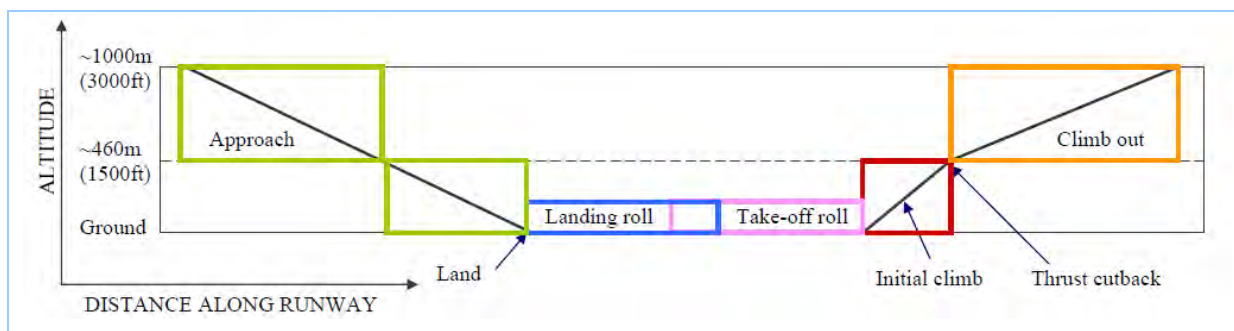 ~1000m
(3000ft)
ALTITUDE
Approach
Climb out
~460m
(1500ft)
Landing roll
Take-off roll
Ground
Land
Initial climb
Thrust cutback
DISTANCE ALONG RUNWAY